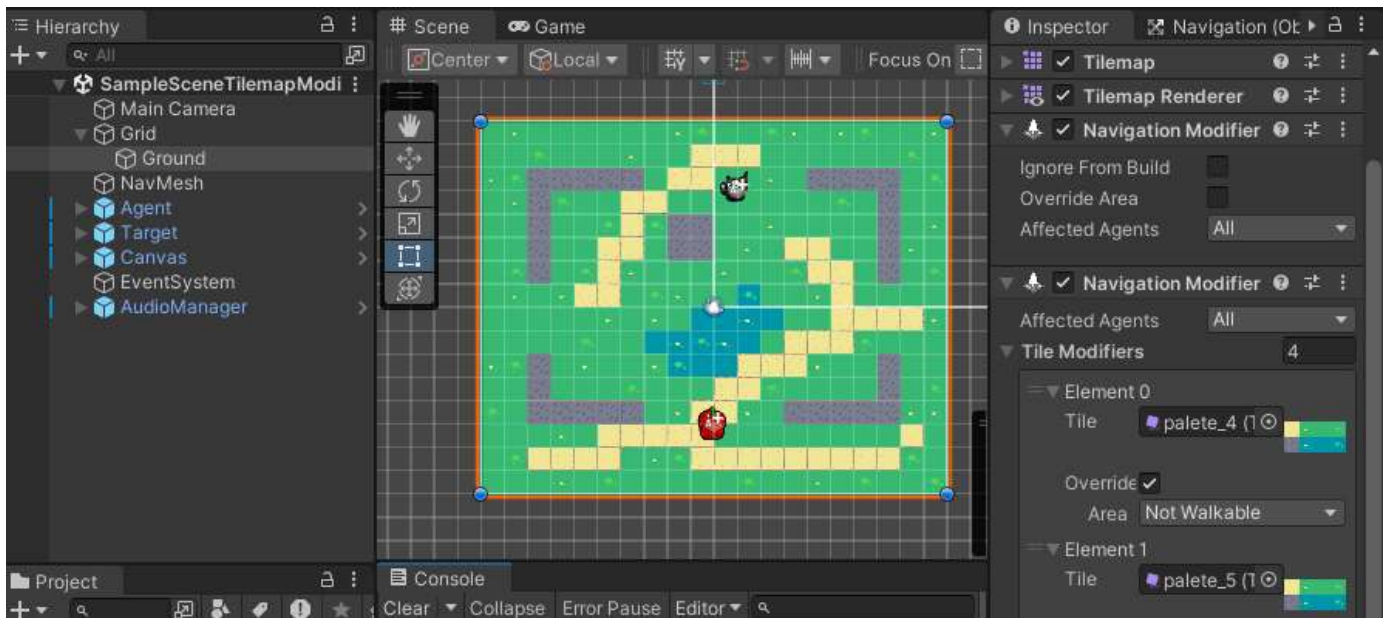 Hierarchy
All
SampleSceneTilemapModi
Main Camera
Grid
Ground
NavMesh
Agent
Target
Canvas
EventSystem
AudioManager
Project
Scene
Game
Center
Local
Focus On
Console
Clear
Collapse
Error Pause
Editor
Inspector
Navigation (Ob
Tilemap
Tilemap Renderer
Navigation Modifier
Ignore From Build
Override Area
Affected Agents
All
Navigation Modifier
Affected Agents
All
Tile Modifiers
4
Element 0
Tile
palete_4 (T
Override
Area
Not Walkable
Element 1
Tile
palete_5 (T